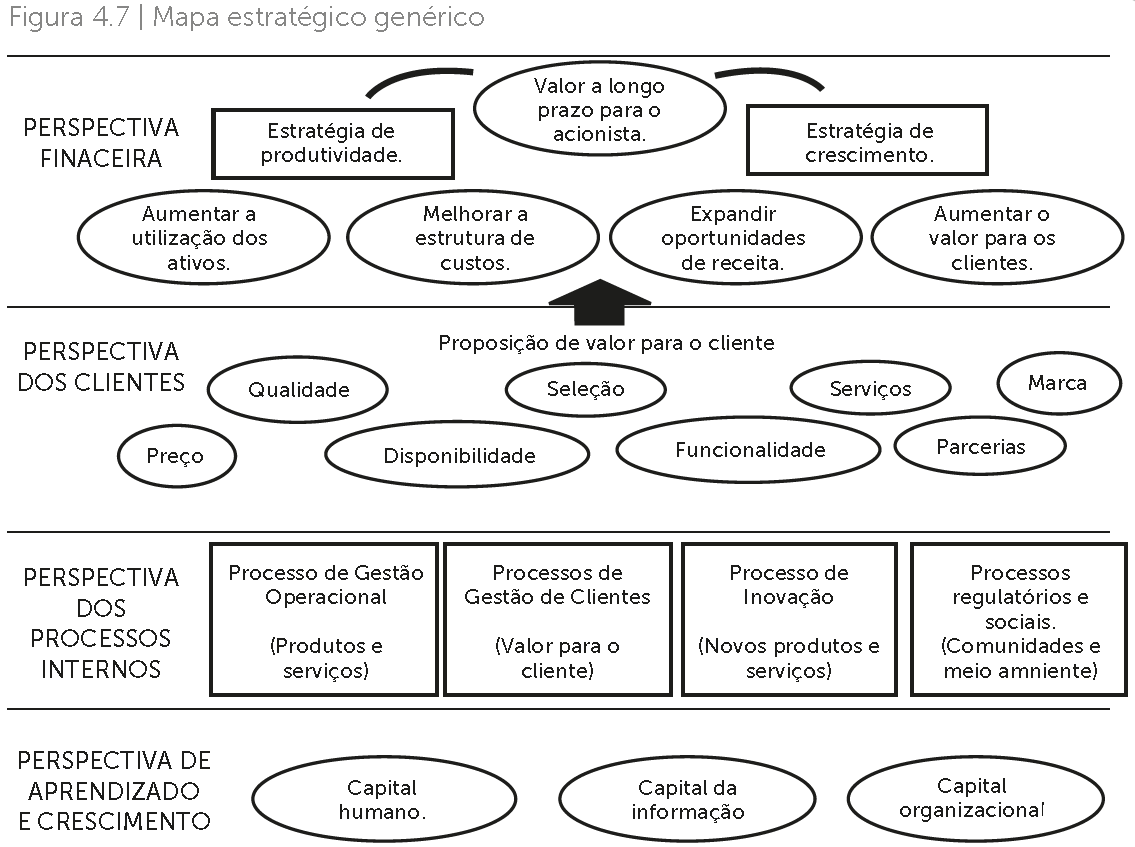 Figura 4.7 | Mapa estratégico genérico
PERSPECTIVA
FINACEIRA
Valor a longo
prazo para o
acionista.
Estratégia de
produtividade.
Estratégia de
crescimento.
Aumentar a
utilização dos
ativos.
Melhorar a
estrutura de
custos.
Expandir
oportunidades
de receita.
Aumentar o
valor para os
clientes.
PERSPECTIVA
DOS CLIENTES
Proposição de valor para o cliente
Qualidade
Seleção
Serviços
Marca
Preço
Disponibilidade
Funcionalidade
Parcerias
PERSPECTIVA
DOS
PROCESSOS
INTERNOS
Processo de Gestão
Operacional
(Produtos e
serviços)
Processos de
Gestão de Clientes
(Valor para o
cliente)
Processo de
Inovação
(Novos produtos e
serviços)
Processos
regulatórios e
sociais.
(Comunidades e
meio amniente)
PERSPECTIVA DE
APRENDIZADO
E CRESCIMENTO
Capital
humano.
Capital da
informação
Capital
organizacional